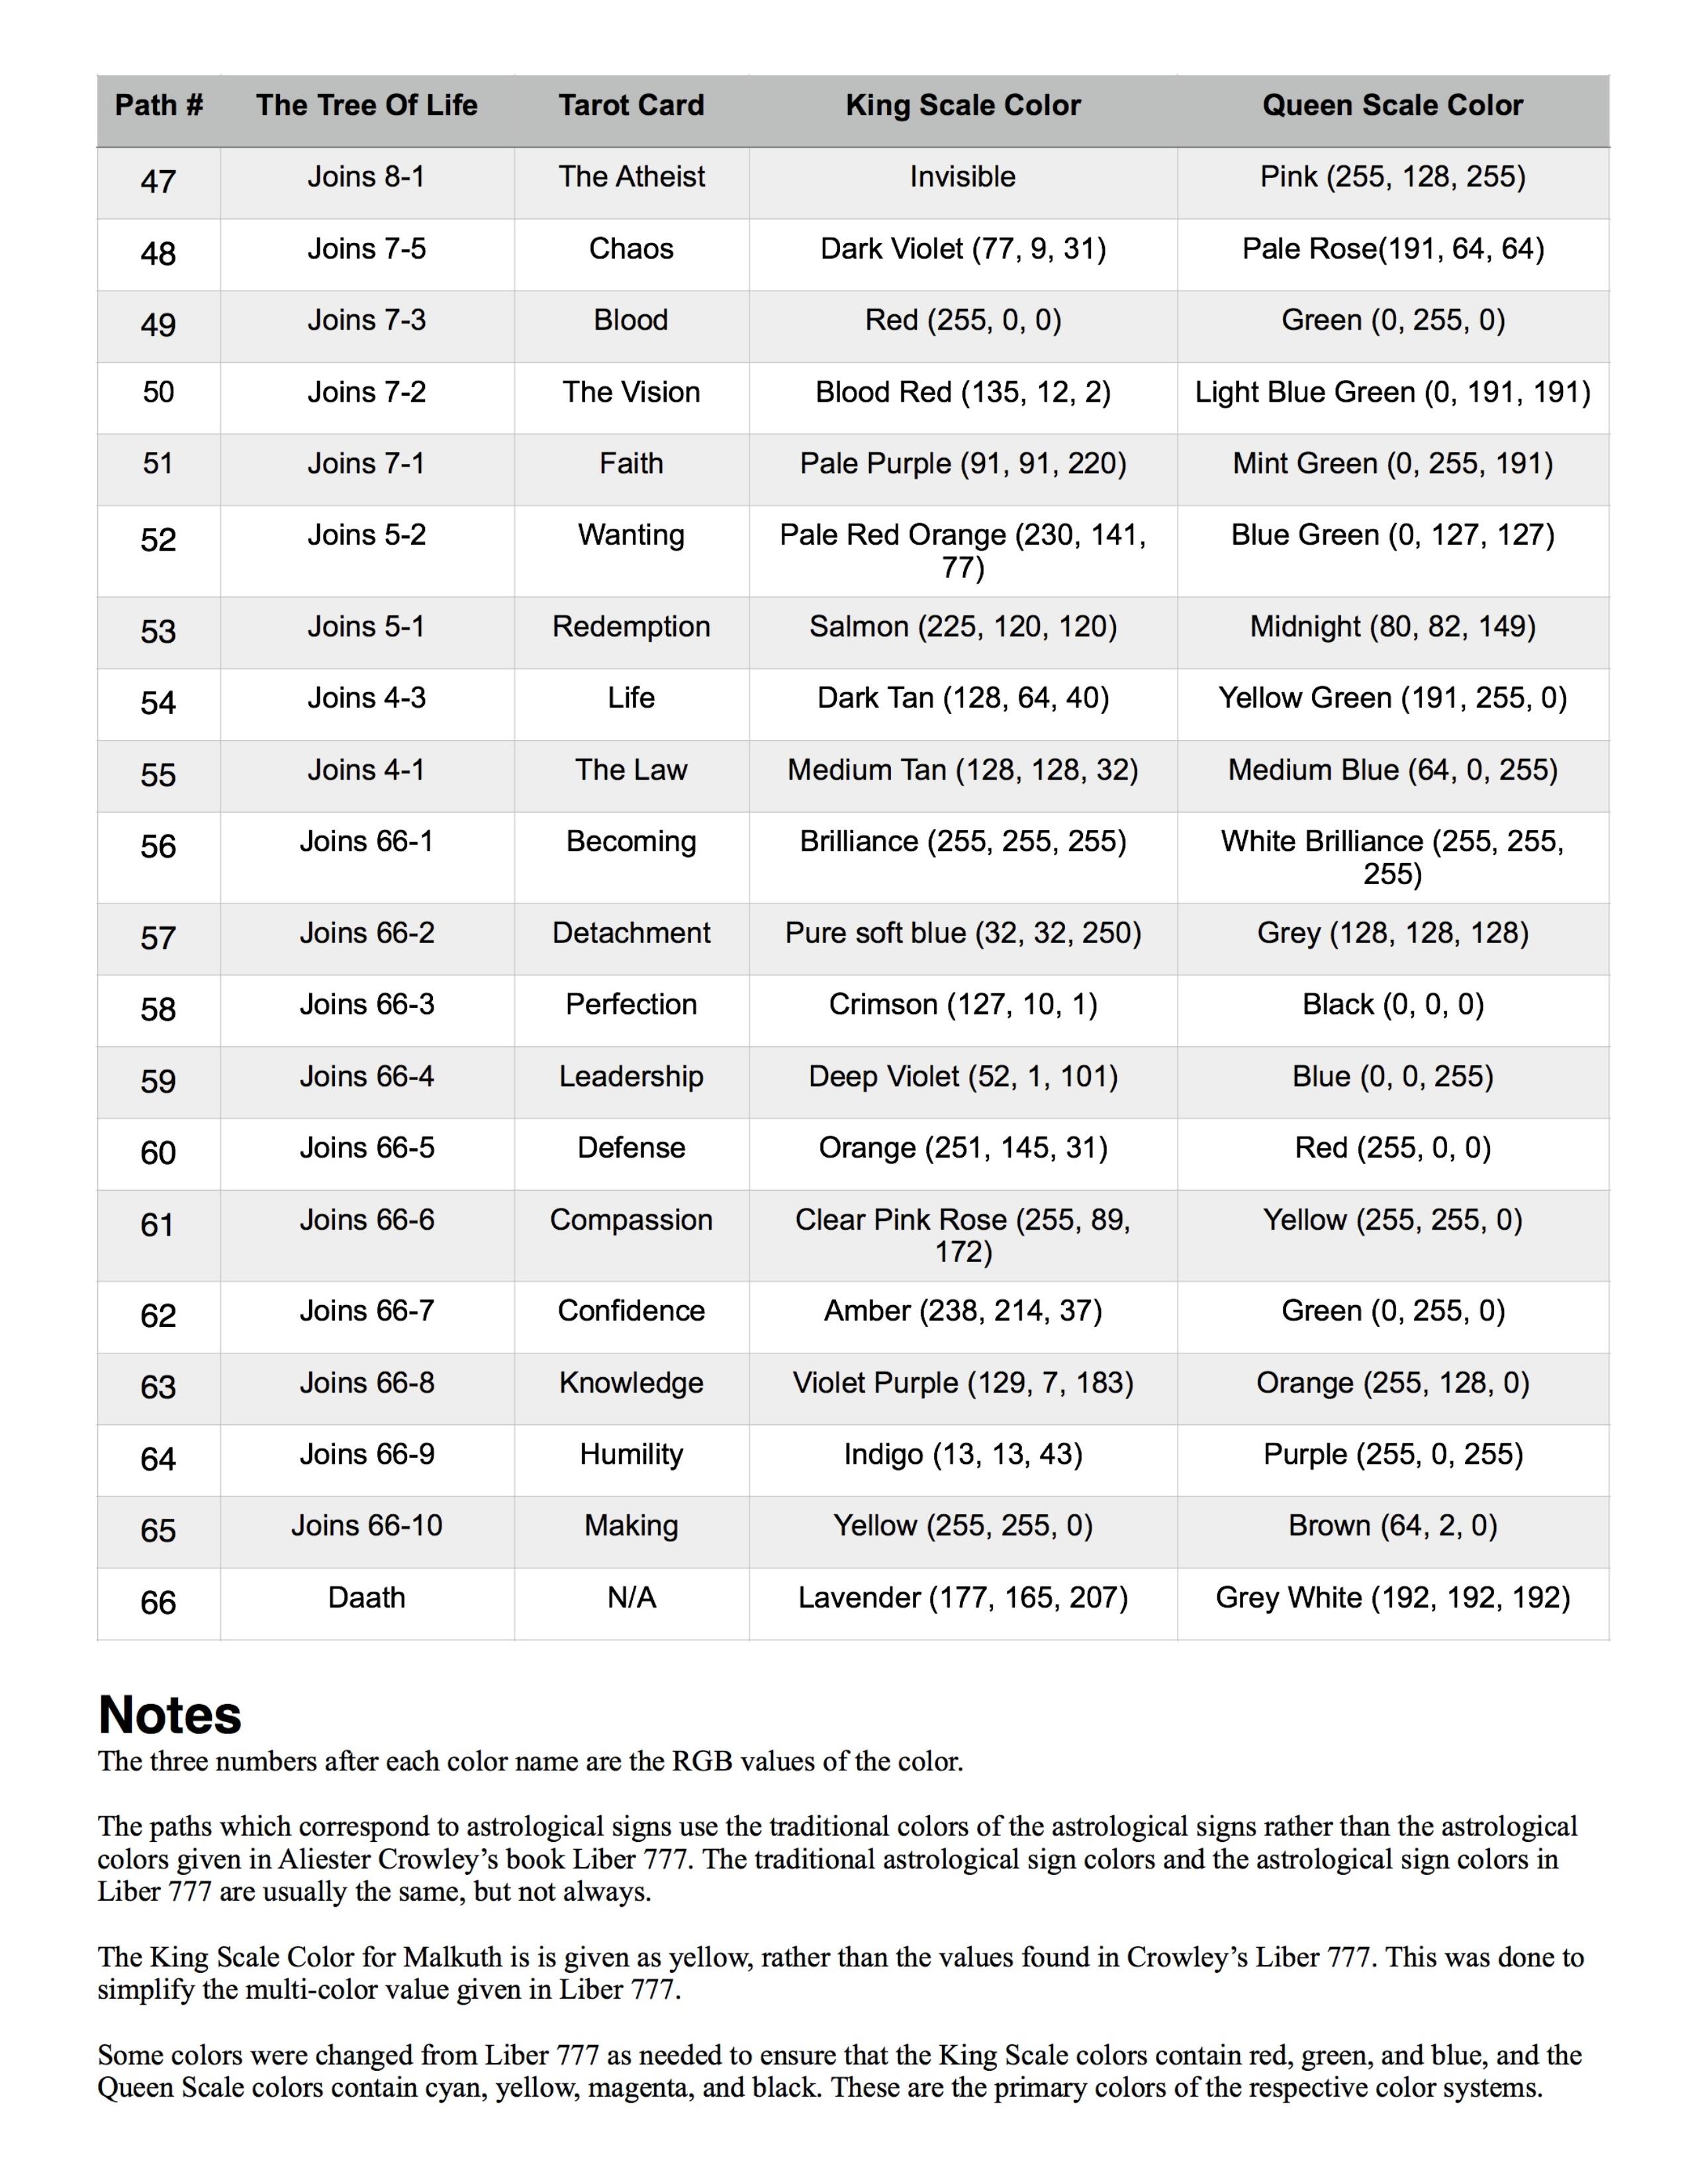 Path # The Tree Of Life Tarot Card King Scale Color Queen Scale Color
47 Joins 8-1 The Atheist Invisible Pink (255, 128, 255)
48 Joins 7-5 Chaos Dark Violet (77, 9, 31) Pale Rose(191, 64, 64)
49 Joins 7-3 Blood Red (255, 0, 0) Green (0, 255, 0)
50 Joins 7-2 The Vision Blood Red (135, 12, 2) Light Blue Green (0, 191, 191)
51 Joins 7-1 Faith Pale Purple (91, 91, 220) Mint Green (0, 255, 191)
52 Joins 5-2 Wanting Pale Red Orange (230, 141, Blue Green (0, 127, 127)
77)
53 Joins 5-1 Redemption Salmon (225, 120, 120) Midnight (80, 82, 149)
54 Joins 4-3 Life Dark Tan (128, 64, 40) Yellow Green (191, 255, 0)
55 Joins 4-1 The Law Medium Tan (128, 128, 32) Medium Blue (64, 0, 255)
56 Joins 66-1 Becoming Brilliance (255, 255, 255) White Brilliance (255, 255,
255)
57 Joins 66-2 Detachment Pure soft blue (32, 32, 250) Grey (128, 128, 128)
58 Joins 66-3 Perfection Crimson (127, 10, 1) Black (0, 0, 0)
59 Joins 66-4 Leadership Deep Violet (52, 1, 101) Blue (0, 0, 255)
60 Joins 66-5 Defense Orange (251, 145, 31) Red (255, 0, 0)
61 Joins 66-6 Compassion Clear Pink Rose (255, 89, Yellow (255, 255, 0)
172)
62 Joins 66-7 Confidence Amber (238, 214, 37) Green (0, 255, 0)
63 Joins 66-8 Knowledge Violet Purple (129, 7, 183) Orange (255, 128, 0)
64 Joins 66-9 Humility Indigo (13, 13, 43) Purple (255, 0, 255)
65 Joins 66-10 Making Yellow (255, 255, 0) Brown (64, 2, 0)
66 Daath N/A Lavender (177, 165, 207) Grey White (192, 192, 192)
Notes
The three numbers after each color name are the RGB values of the color.
The paths which correspond to astrological signs use the traditional colors of the astrological signs rather than the astrological
colors given in Aliester Crowley’s book Liber 777. The traditional astrological sign colors and the astrological sign colors in
Liber 777 are usually the same, but not always.
The King Scale Color for Malkuth is is given as yellow, rather than the values found in Crowley’s Liber 777. This was done to
simplify the multi-color value given in Liber 777.
Some colors were changed from Liber 777 as needed to ensure that the King Scale colors contain red, green, and blue, and the
Queen Scale colors contain cyan, yellow, magenta, and black. These are the primary colors of the respective color systems.